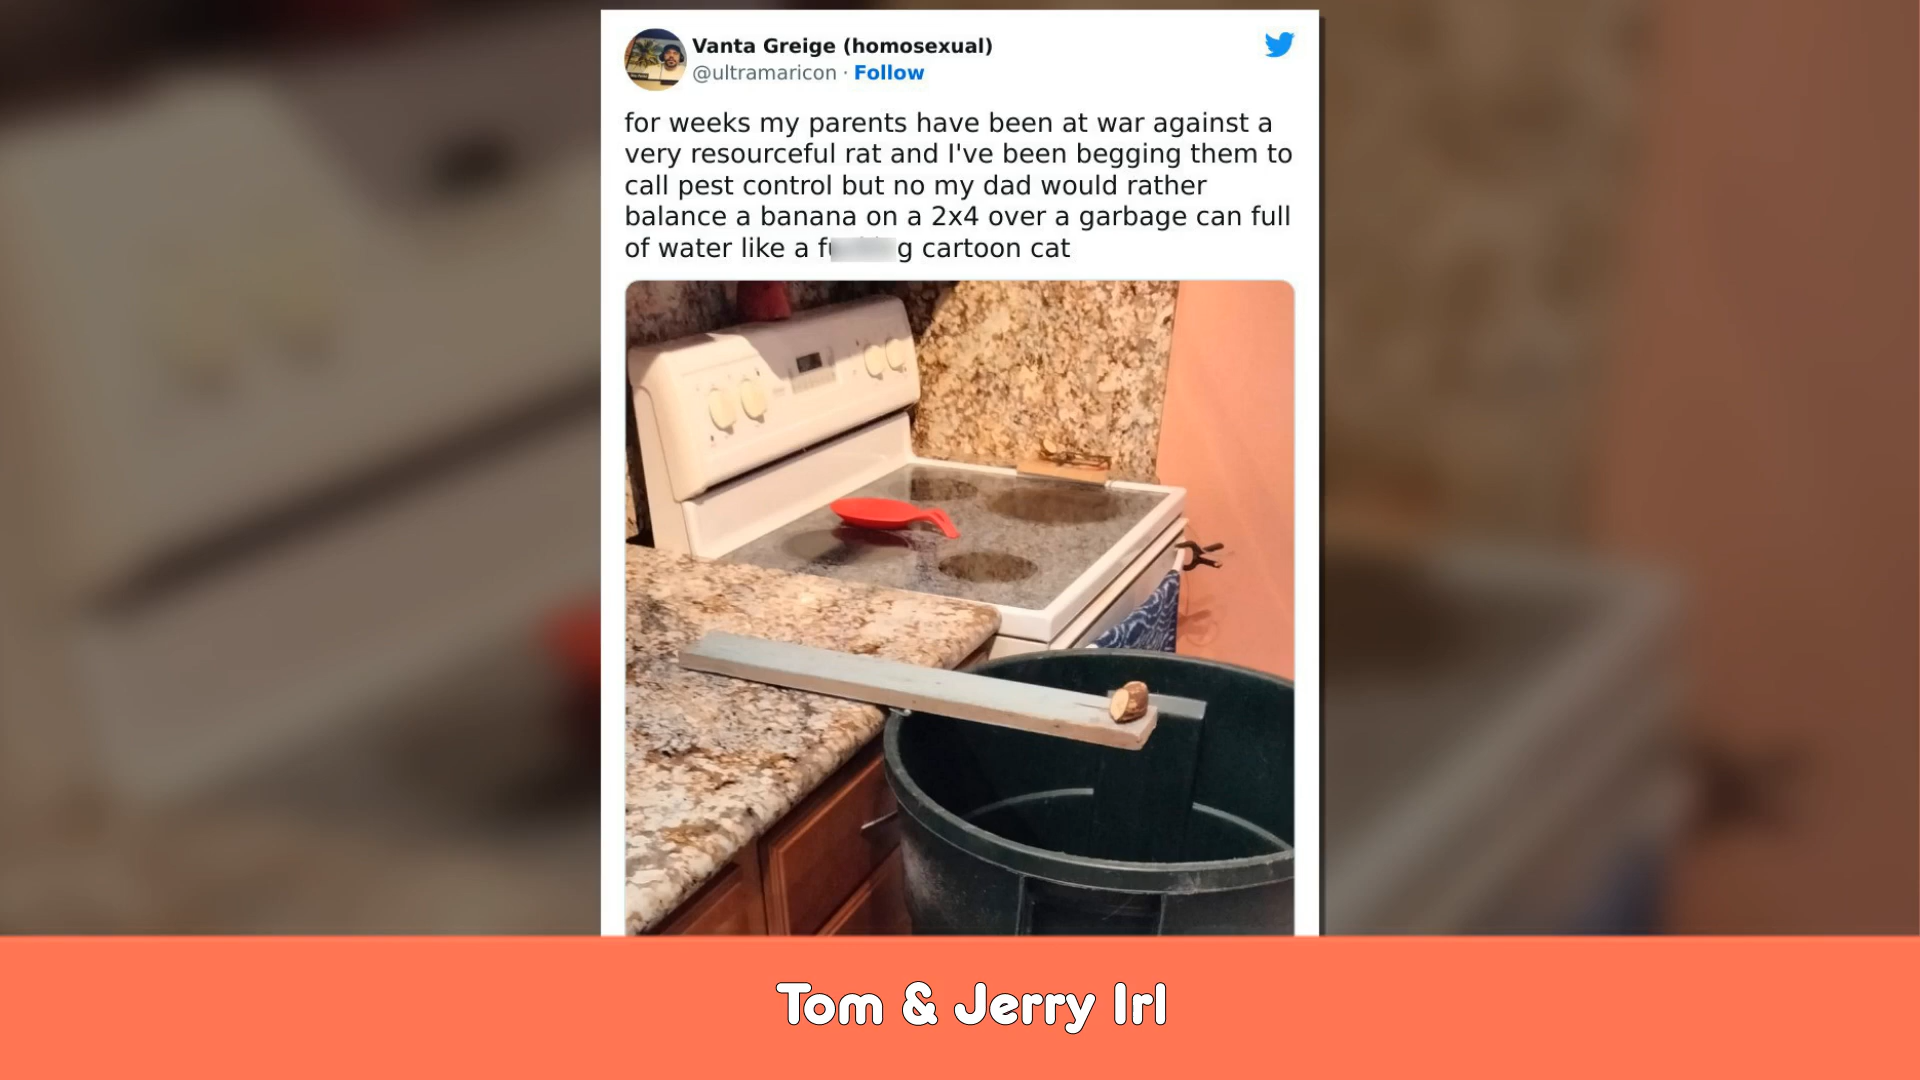 Vanta Greige (homosexual)
@ultramaricon · Follow
for weeks my parents have been at war against a
very resourceful rat and I've been begging them to
call pest control but no my dad would rather
balance a banana on a 2x4 over a garbage can full
of water like a f g cartoon cat
Tom & Jerry Irl